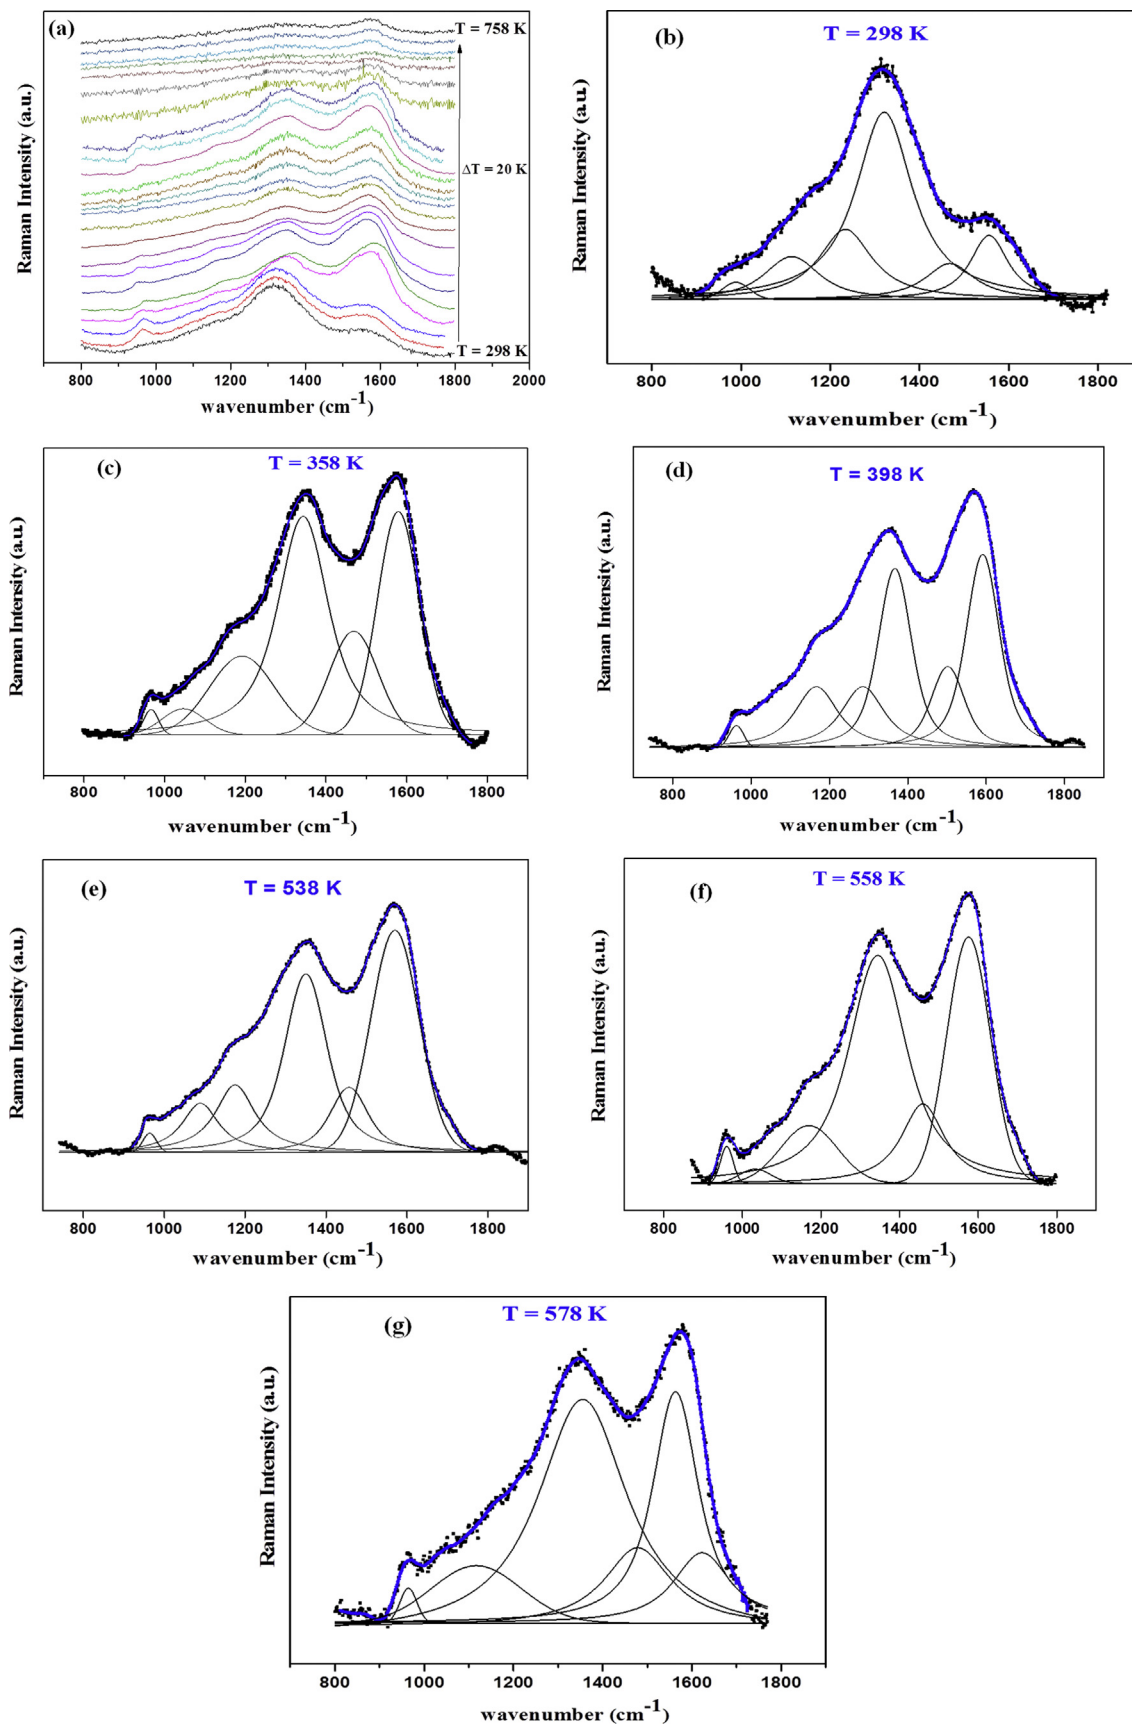 (a)
T = 758 K
ΔT = 20 K
T = 298 K
Raman Intensity (a.u.)
800 1000 1200 1400 1600 1800 2000
wavenumber (cm-1)
(b)
T = 298 K
Raman Intensity (a.u.)
800 1000 1200 1400 1600 1800
wavenumber (cm-1)
(c)
T = 358 K
Raman Intensity (a.u.)
800 1000 1200 1400 1600 1800
wavenumber (cm-1)
(d)
T = 398 K
Raman Intensity (a.u.)
800 1000 1200 1400 1600 1800
wavenumber (cm-1)
(e)
T = 538 K
Raman Intensity (a.u.)
800 1000 1200 1400 1600 1800
wavenumber (cm-1)
(f)
T = 558 K
Raman Intensity (a.u.)
800 1000 1200 1400 1600 1800
wavenumber (cm-1)
(g)
T = 578 K
Raman Intensity (a.u.)
800 1000 1200 1400 1600 1800
wavenumber (cm-1)